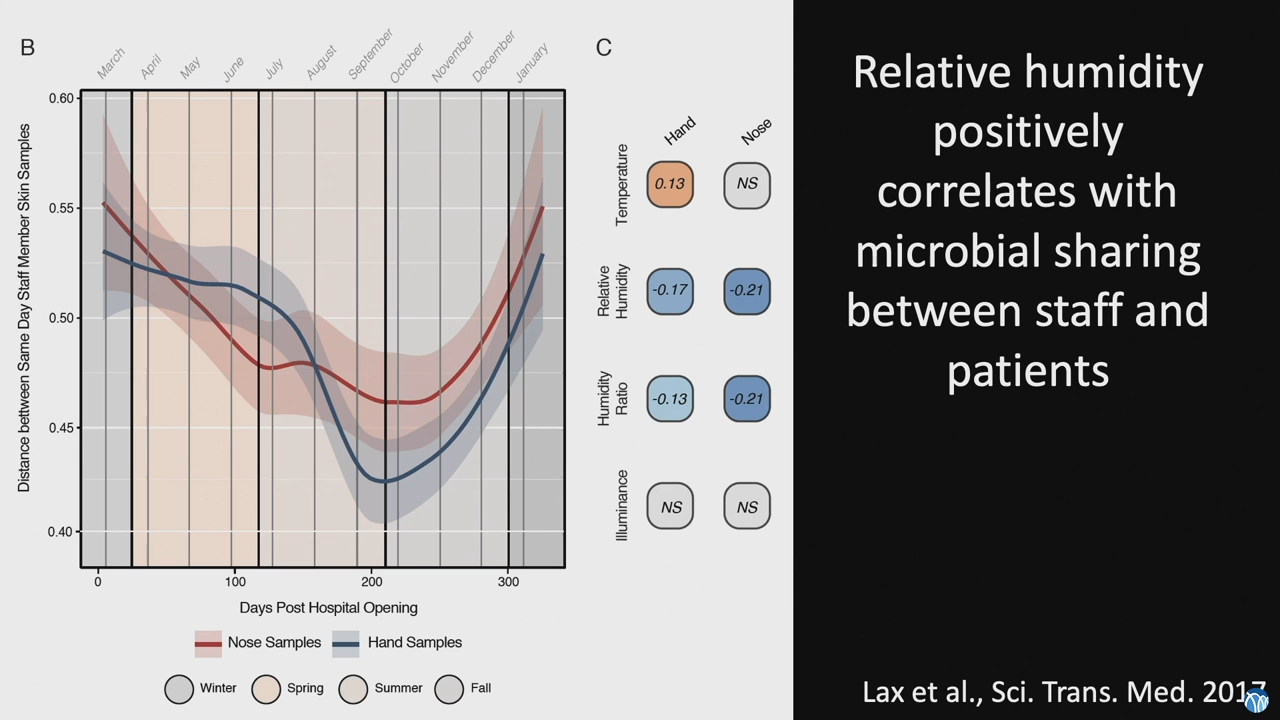 B
March
April
May
June
July
August
September
October
November
December
January
0.60
0.55
0.50
0.45
0.40
Distance bettween Same Day Staff Member Skin Samples
0
100
200
300
Days Post Hospital Opening
Nose Samples
Hand Samples
Winter
Spring
Summer
Fall
C
Hand
Nose
Temperature
0.13
NS
Relative
Humidity
-0.17
-0.21
Humidity
Ratio
-0.13
-0.21
Illuminance
NS
NS
Relative humidity
positively
correlates with
microbial sharing
between staff and
patients
Lax et al., Sci. Trans. Med. 2017